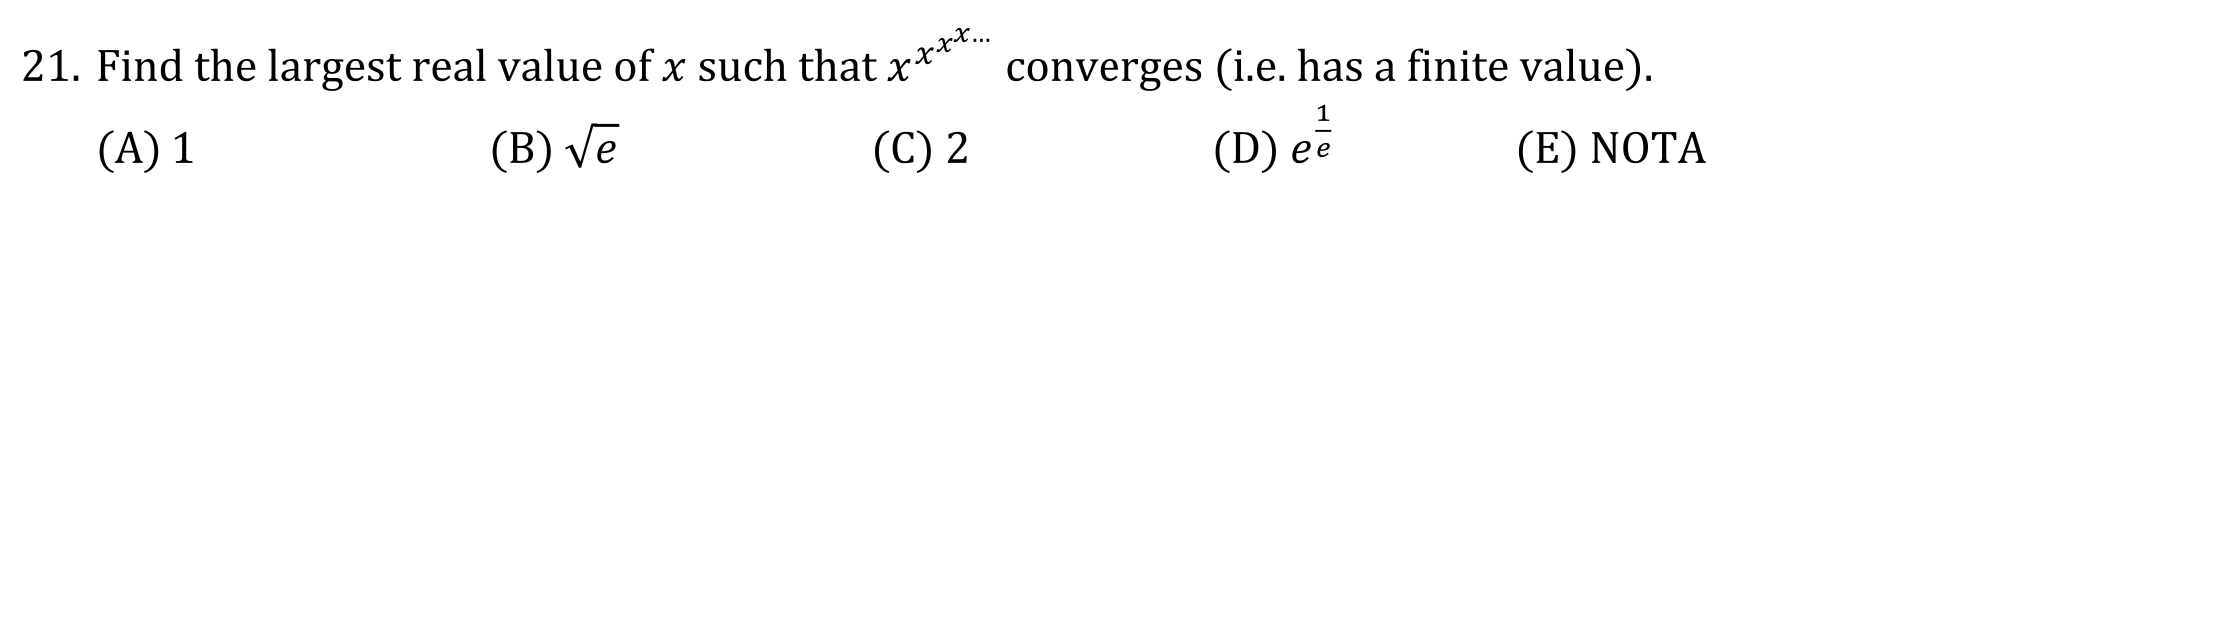 21. Find the largest real value of $x$ such that $x^{x^{x^{x^{\dots}}}}$ converges (i.e. has a finite value).
(A) 1 (B) $\sqrt{e}$ (C) 2 (D) $e^{\frac{1}{e}}$ (E) NOTA